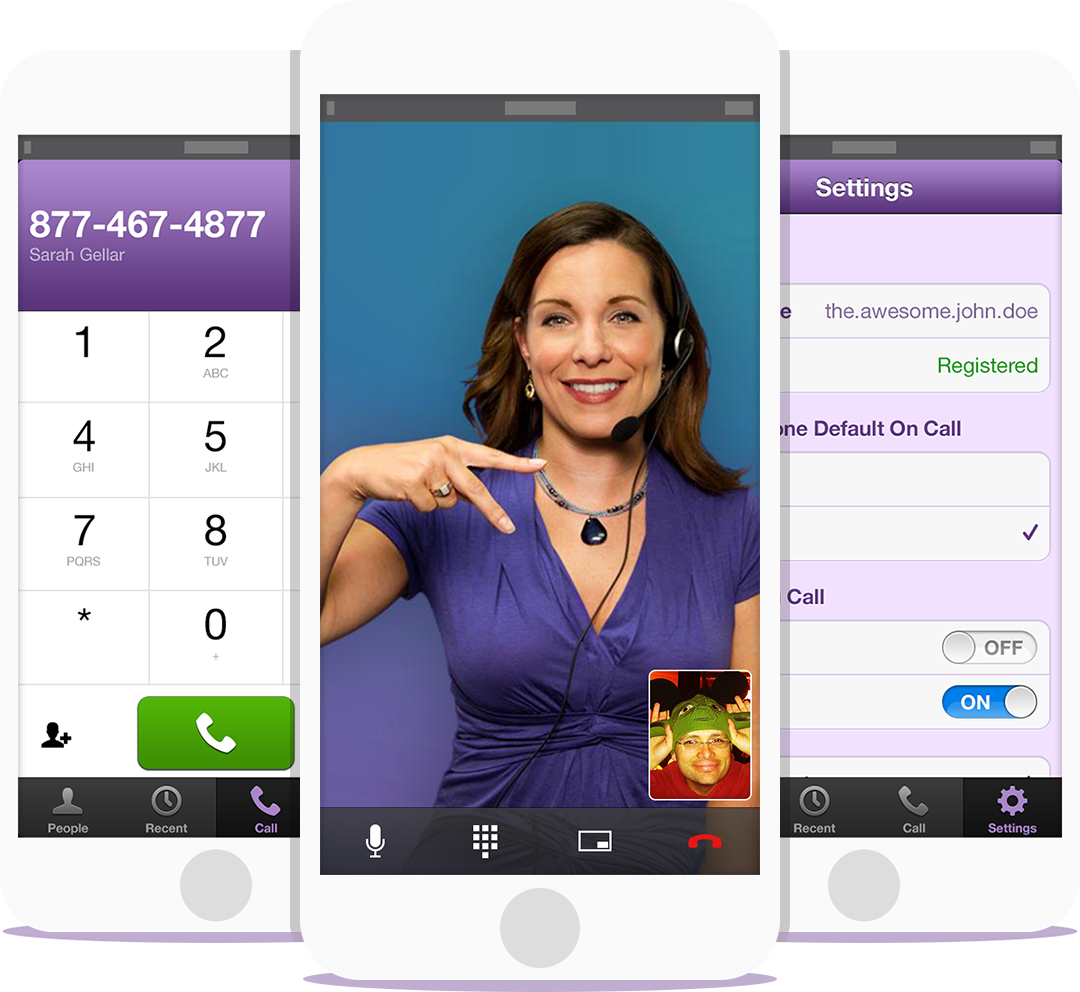 877-467-4877
Sarah Gellar
1
2
ABC
4
GHI
5
JKL
7
PQRS
8
TUV
*
0
+
People
Recent
Call
Settings
e the.awesome.john.doe
Registered
one Default On Call
Call
OFF
ON
Recent
Call
Settings